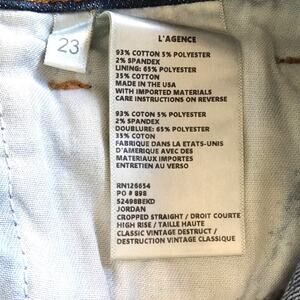 23
L'AGENCE
93% COTTON 5% POLYESTER
2% SPANDEX
LINING: 65% POLYESTER
35% COTTON
MADE IN THE USA
WITH IMPORTED MATERIALS
CARE INSTRUCTIONS ON REVERSE
93% COTON 5% POLYESTER
2% SPANDEX
DOUBLURE: 65% POLYESTER
35% COTON
FABRIQUE DANS LA ETATS-UNIS
D'AMERIQUE AVEC DES
MATERIAUX IMPORTES
ENTRETIEN AU VERSO
RN126654
PO # 898
52498BEKD
JORDAN
CROPPED STRAIGHT / DROIT COURTE
HIGH RISE / TAILLE HAUTE
CLASSIC VINTAGE DESTRUCT /
DESTRUCTION VINTAGE CLASSIQUE